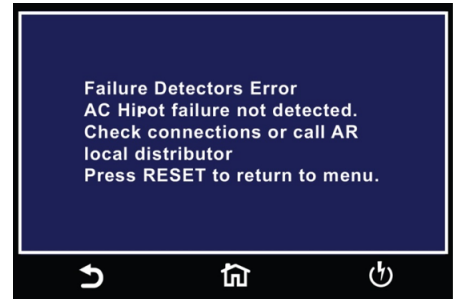 Failure Detectors Error
AC Hipot failure not detected.
Check connections or call AR
local distributor
Press RESET to return to menu.